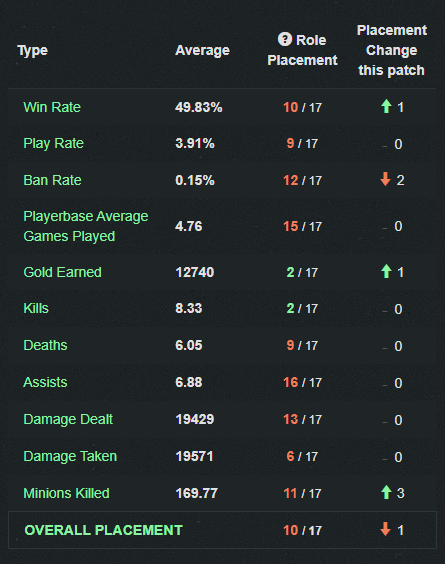 Type Average ? Role Placement Placement Change this patch
Win Rate 49.83% 10 / 17 1
Play Rate 3.91% 9 / 17 - 0
Ban Rate 0.15% 12 / 17 2
Playerbase Average Games Played 4.76 15 / 17 - 0
Gold Earned 12740 2 / 17 1
Kills 8.33 2 / 17 - 0
Deaths 6.05 9 / 17 - 0
Assists 6.88 16 / 17 - 0
Damage Dealt 19429 13 / 17 - 0
Damage Taken 19571 6 / 17 - 0
Minions Killed 169.77 11 / 17 3
OVERALL PLACEMENT 10 / 17 1